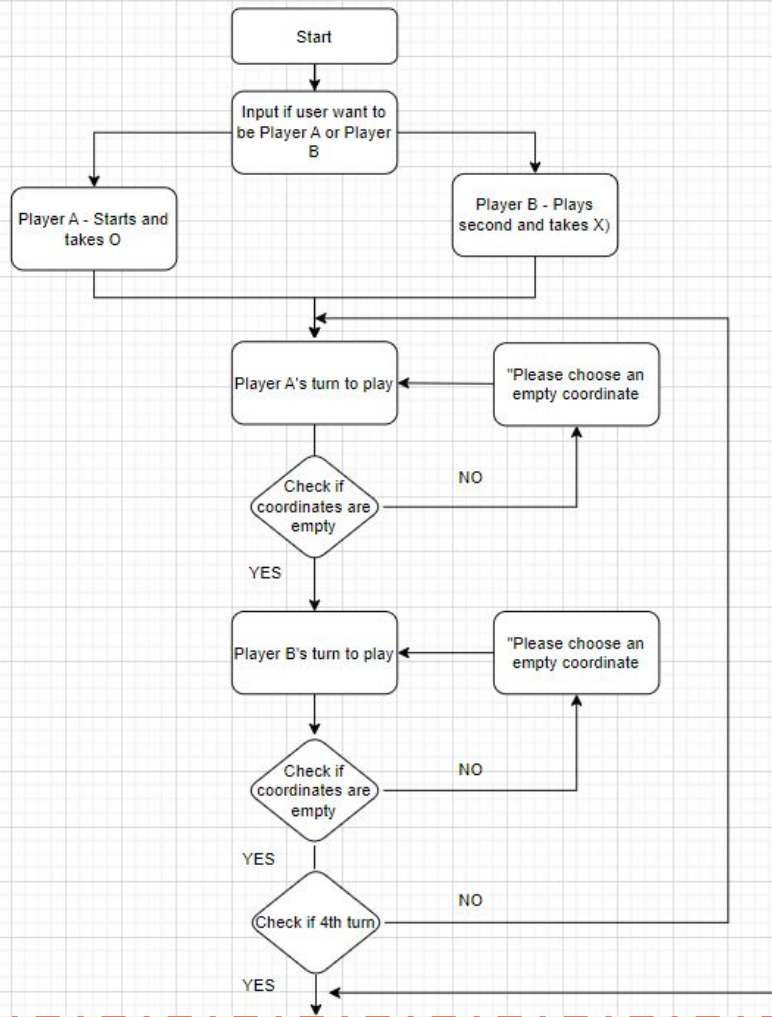 Start
Input if user want to
be Player A or Player
B
Player A - Starts and
takes O
Player B - Plays
second and takes X)
Player A's turn to play
"Please choose an
empty coordinate
Check if
coordinates are
empty
NO
YES
Player B's turn to play
"Please choose an
empty coordinate
Check if
coordinates are
empty
NO
YES
Check if 4th turn
NO
YES